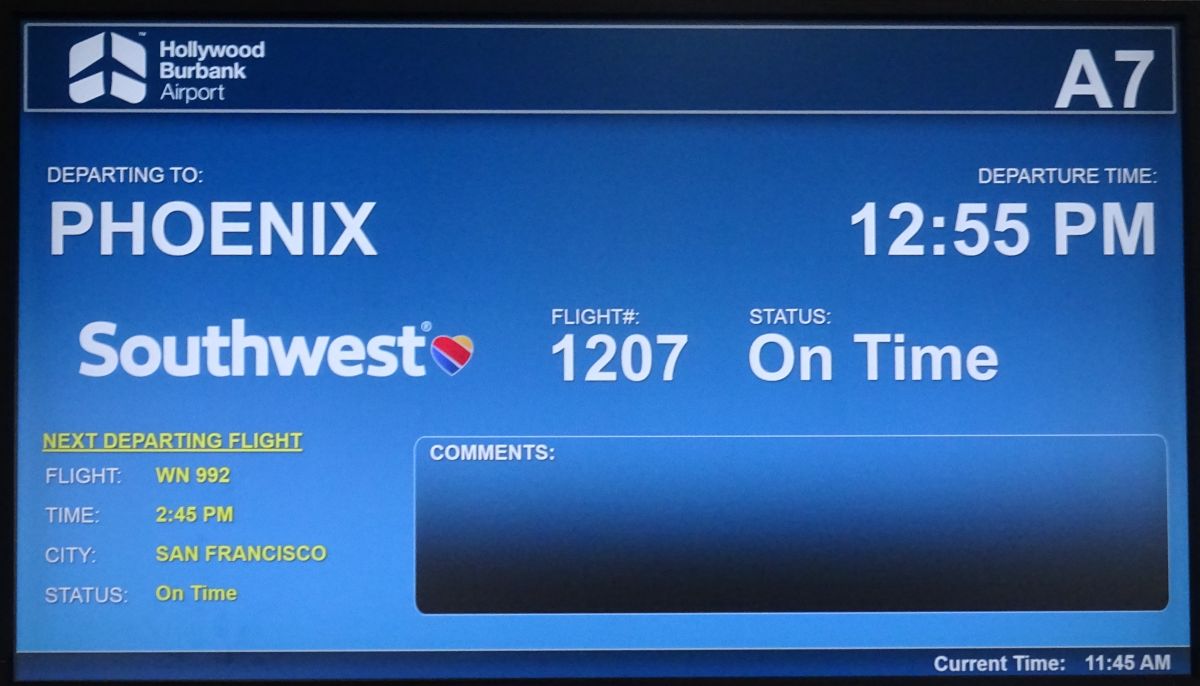 Hollywood
Burbank
Airport
™
A7
DEPARTING TO:
DEPARTURE TIME:
PHOENIX
12:55 PM
Southwest®
FLIGHT#:
STATUS:
1207
On Time
NEXT DEPARTING FLIGHT
FLIGHT: WN 992
TIME: 2:45 PM
CITY: SAN FRANCISCO
STATUS: On Time
COMMENTS:
Current Time: 11:45 AM